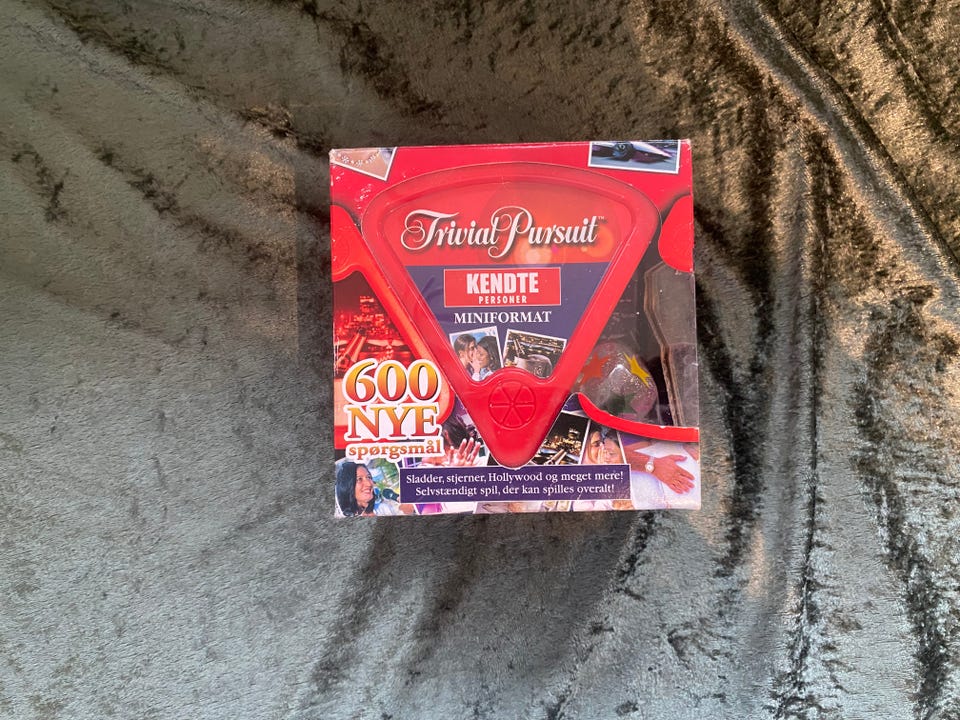 Trivial Pursuit™
KENDTE
PERSONER
MINIFORMAT
600
NYE
spørgsmål
Sladder, stjerner, Hollywood og meget mere!
Selvstændigt spil, der kan spilles overalt!